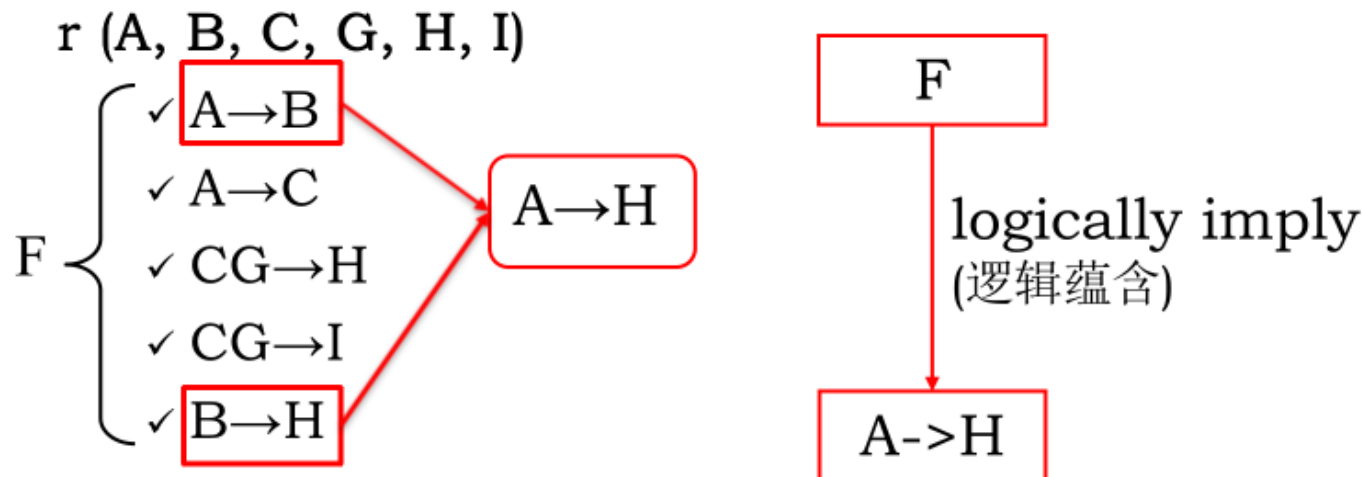 r (A, B, C, G, H, I)
✓ A→B
✓ A→C
✓ CG→H
✓ CG→I
✓ B→H
F
A→H
F
logically imply
(逻辑蕴含)
A->H